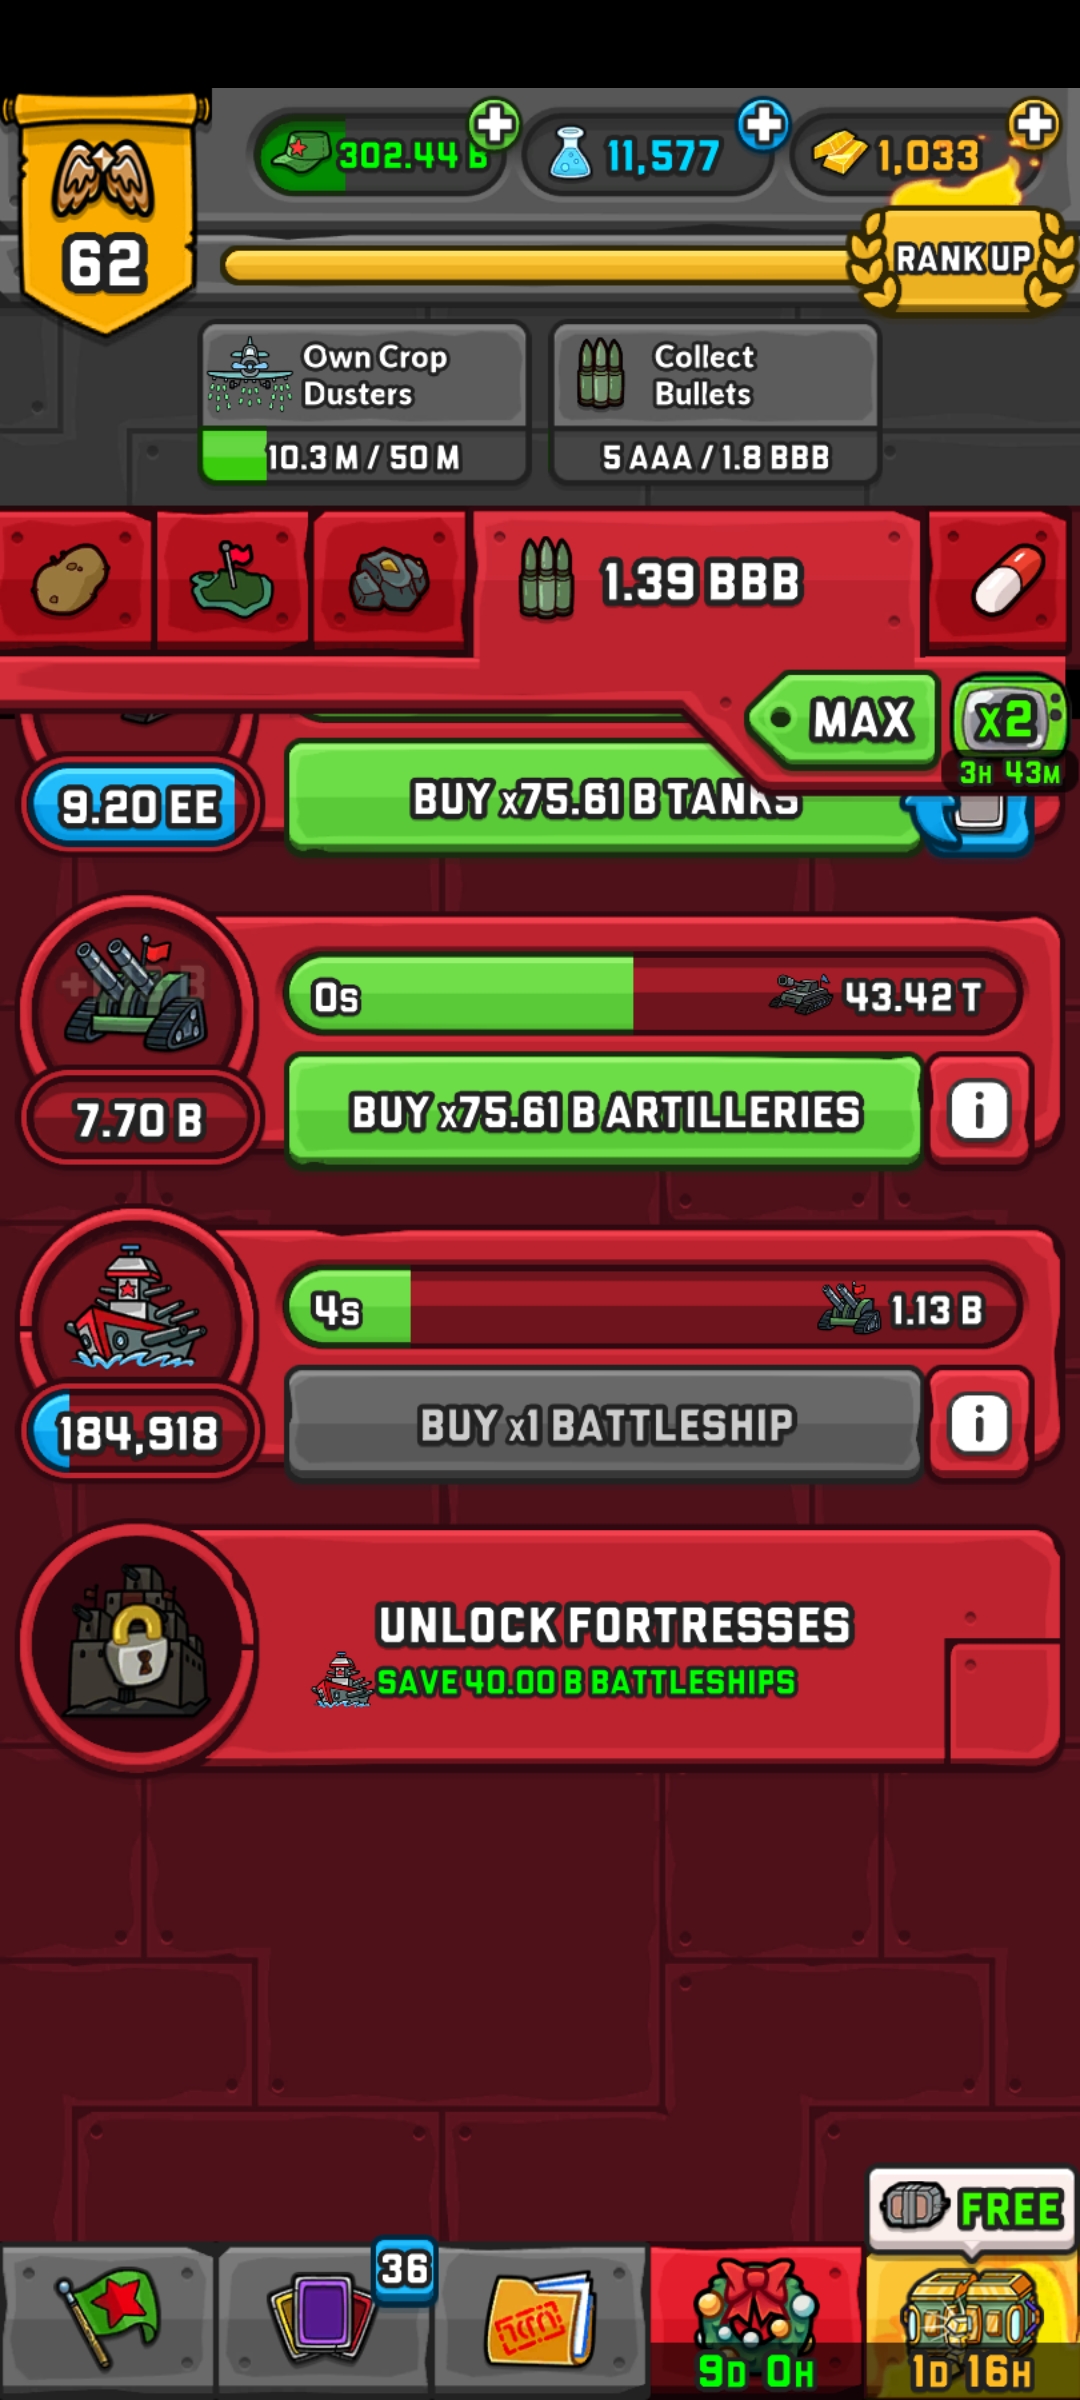 302.44 B
11,577
1,033
62
RANK UP
Own Crop
Dusters
10.3 M / 50 M
Collect
Bullets
5 AAA / 1.8 BBB
1.39 BBB
MAX
x2
3H 43M
9.20 EE
BUY x75.61 B TANKS
0s
43.42 T
7.70 B
BUY x75.61 B ARTILLERIES
i
4s
1.13 B
184,918
BUY x1 BATTLESHIP
i
UNLOCK FORTRESSES
SAVE 40.00 B BATTLESHIPS
FREE
36
9D 0H
1D 16H